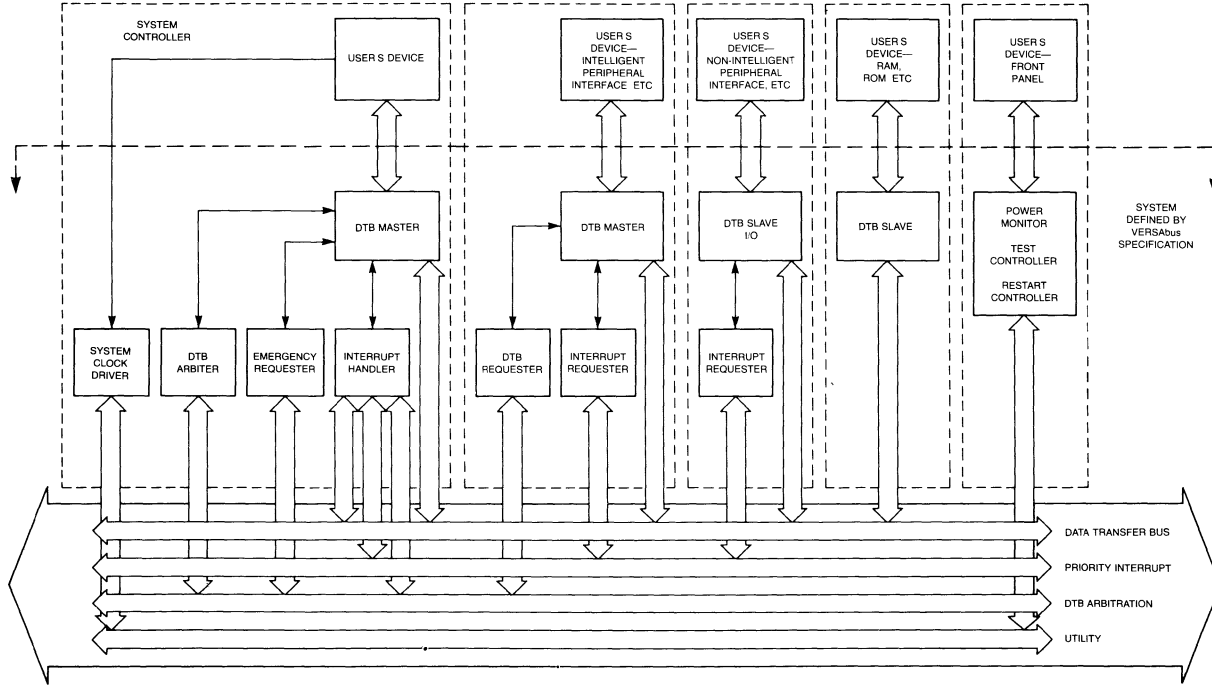 SYSTEM
CONTROLLER
USER S DEVICE
USER S
DEVICE—
INTELLIGENT
PERIPHERAL
INTERFACE ETC
USER S
DEVICE—
NON-INTELLIGENT
PERIPHERAL
INTERFACE, ETC
USER S
DEVICE—
RAM,
ROM ETC
USER S
DEVICE—
FRONT
PANEL
DTB MASTER
DTB MASTER
DTB SLAVE
I/O
DTB SLAVE
POWER
MONITOR
TEST
CONTROLLER
RESTART
CONTROLLER
SYSTEM
DEFINED BY
VERSAbus
SPECIFICATION
SYSTEM
CLOCK
DRIVER
DTB
ARBITER
EMERGENCY
REQUESTER
INTERRUPT
HANDLER
DTB
REQUESTER
INTERRUPT
REQUESTER
INTERRUPT
REQUESTER
DATA TRANSFER BUS
PRIORITY INTERRUPT
DTB ARBITRATION
UTILITY